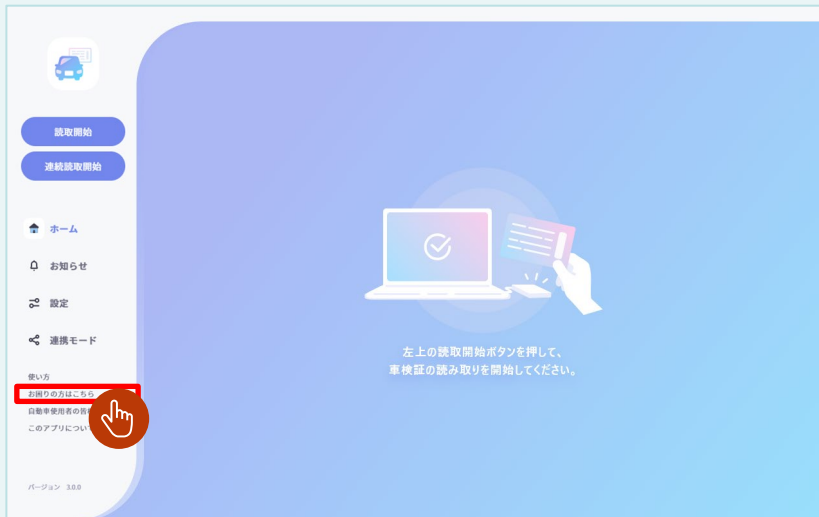 読取開始
連続読取開始
ホーム
お知らせ
設定
連携モード
使い方
お困りの方はこちら
自動車使用者の皆
このアプリについ
バージョン 3.0.0
左上の読取開始ボタンを押して、
車検証の読み取りを開始してください。